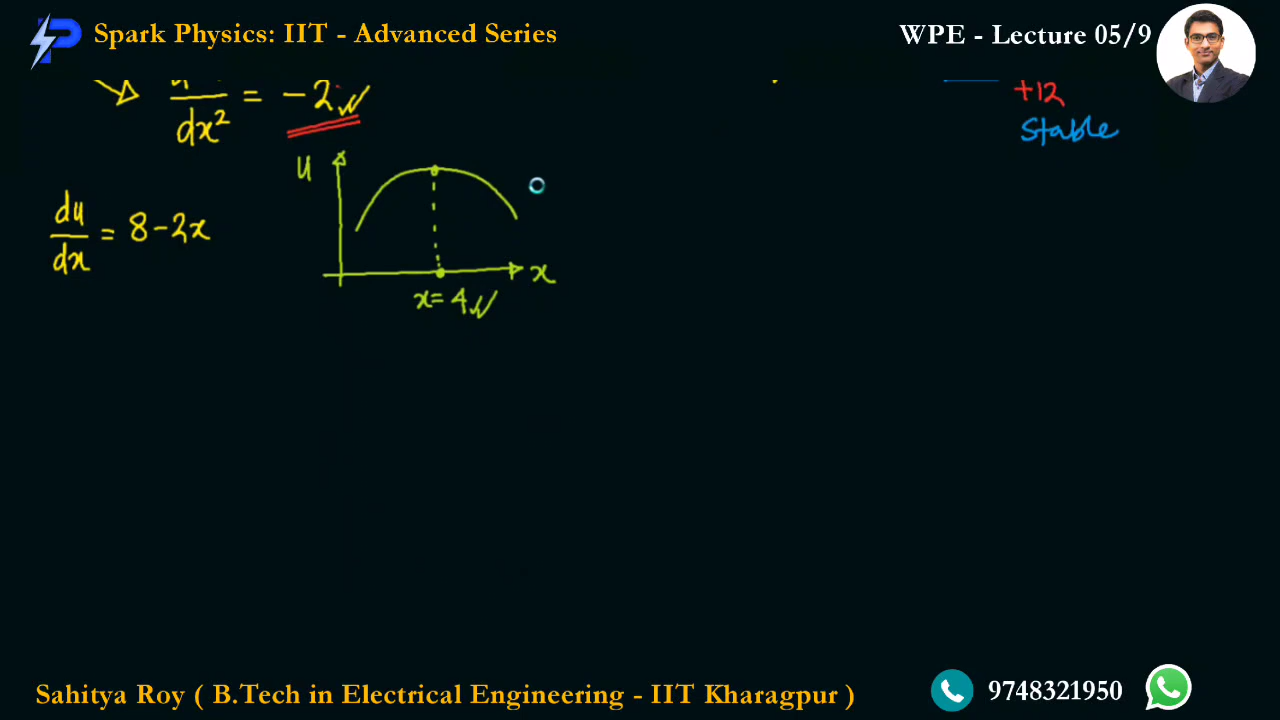 Spark Physics: IIT - Advanced Series
WPE - Lecture 05/9
dx² = -2
+12
Stable
u
du/dx = 8-2x
x
x=4
Sahitya Roy ( B.Tech in Electrical Engineering - IIT Kharagpur )
9748321950